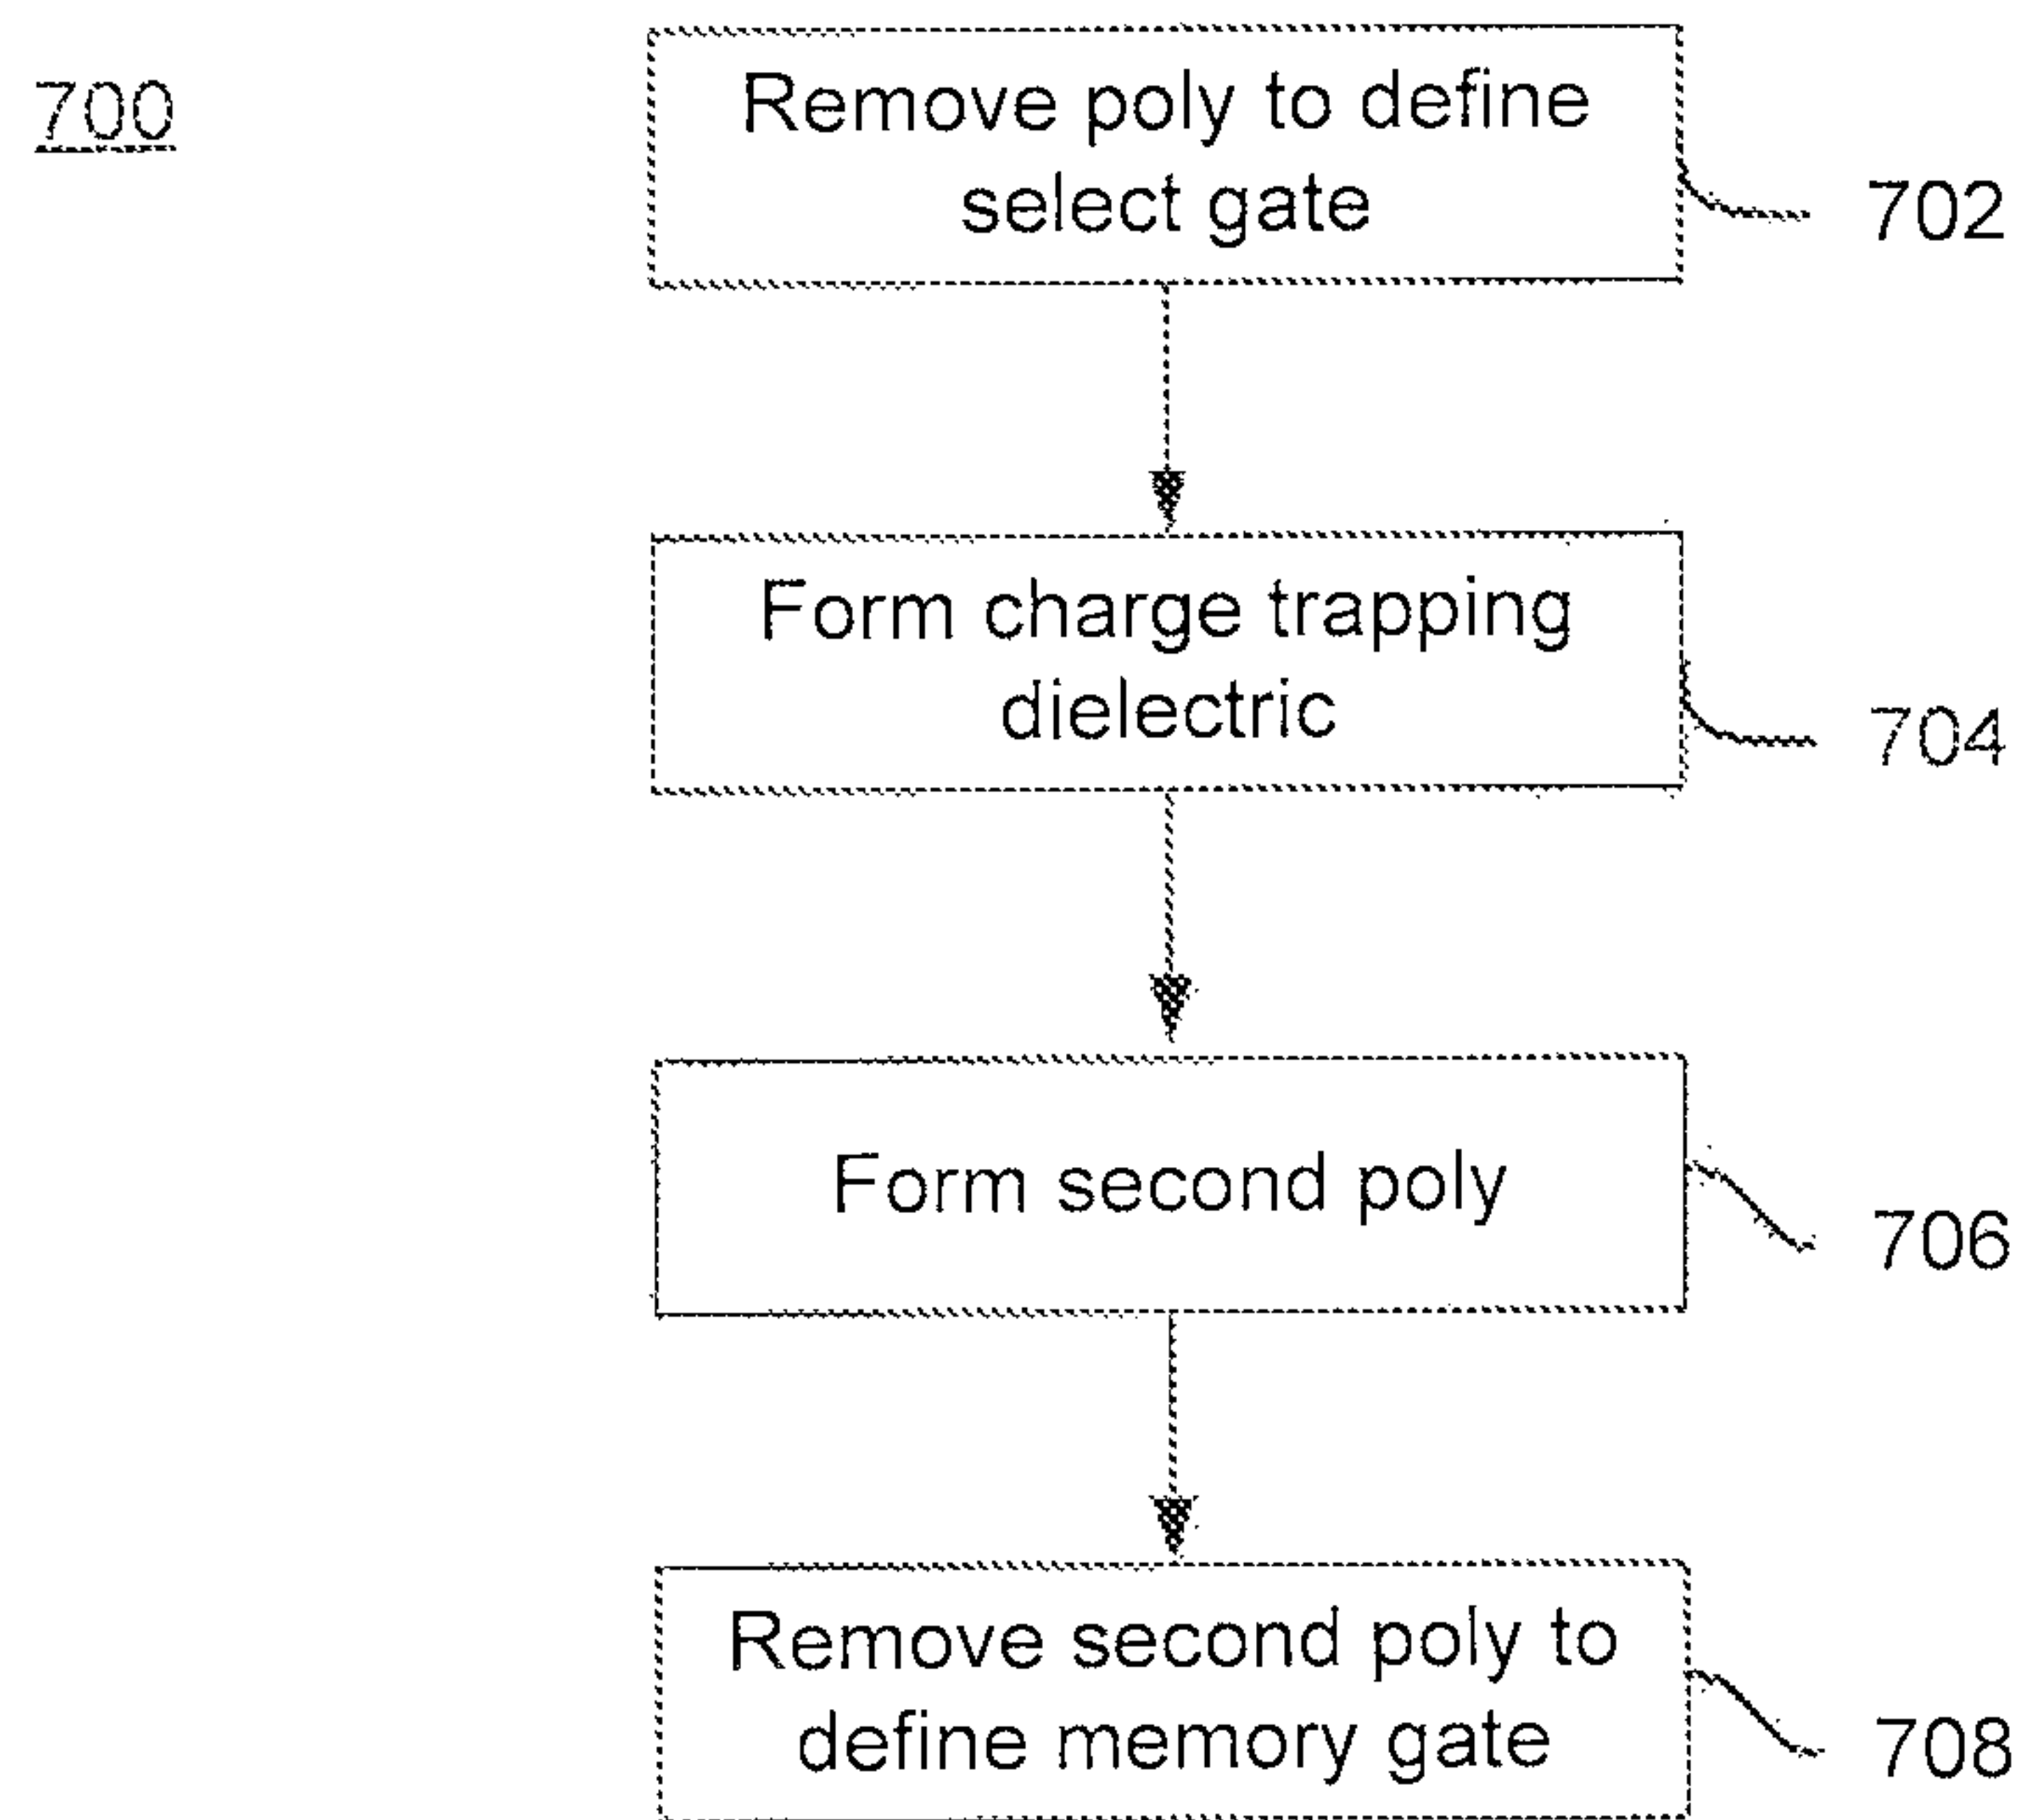 700
Remove poly to define
select gate
702
Form charge trapping
dielectric
704
Form second poly
706
Remove second poly to
define memory gate
708